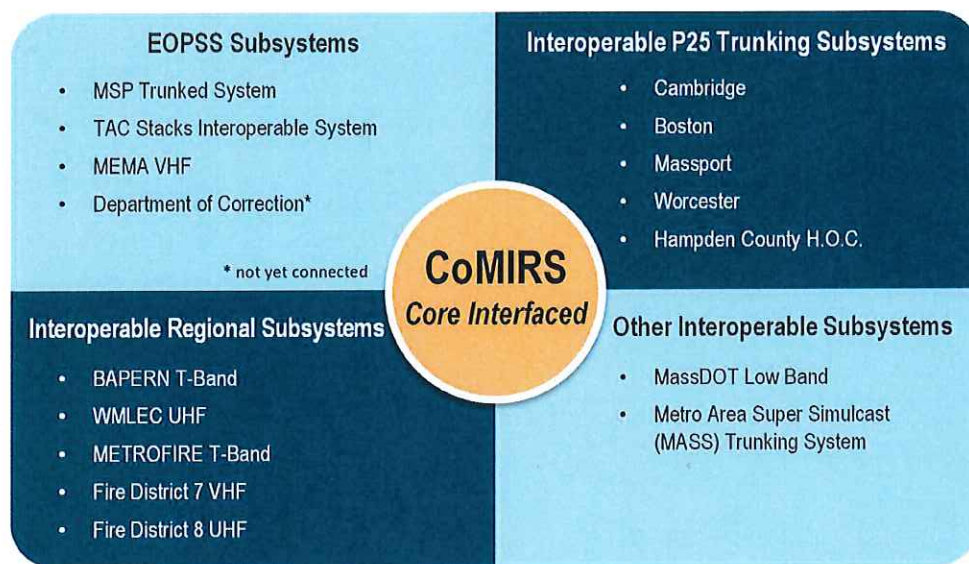 EOPSS Subsystems
• MSP Trunked System
• TAC Stacks Interoperable System
• MEMA VHF
• Department of Correction*
* not yet connected
Interoperable P25 Trunking Subsystems
• Cambridge
• Boston
• Massport
• Worcester
• Hampden County H.O.C.
CoMIRS
Core Interfaced
Interoperable Regional Subsystems
• BAPERN T-Band
• WMLEC UHF
• METROFIRE T-Band
• Fire District 7 VHF
• Fire District 8 UHF
Other Interoperable Subsystems
• MassDOT Low Band
• Metro Area Super Simulcast
(MASS) Trunking System